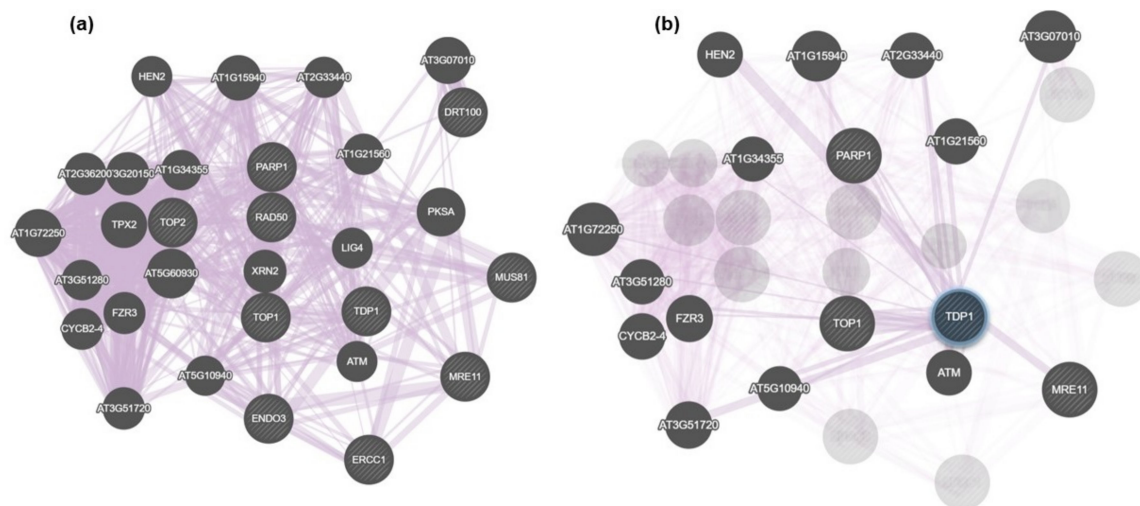 (a)
HEN2
AT1G15940
AT2G33440
AT3G07010
DRT100
AT1G21560
PARP1
AT2G36200
T3G20150
AT1G34355
TPX2
TOP2
RAD50
PKSA
AT1G72250
LIG4
AT3G51280
AT5G60930
XRN2
MUS81
CYCB2-4
FZR3
TOP1
TDP1
ATM
AT5G10940
MRE11
AT3G51720
ENDO3
ERCC1
(b)
HEN2
AT1G15940
AT2G33440
AT3G07010
AT1G34355
PARP1
AT1G21560
AT1G72250
AT3G51280
FZR3
TOP1
TDP1
CYCB2-4
ATM
AT5G10940
MRE11
AT3G51720